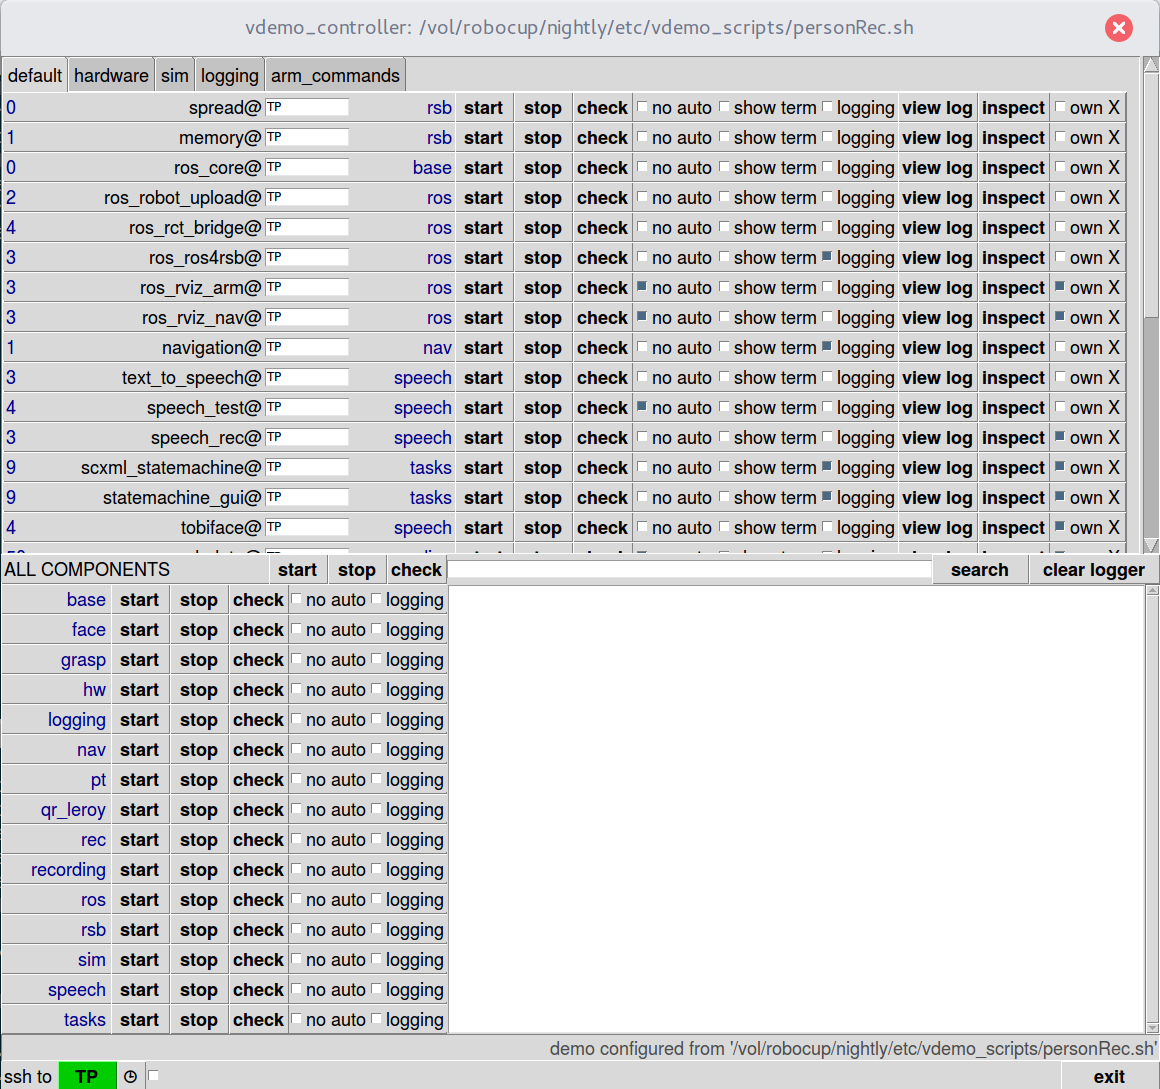 vdemo_controller: /vol/robocup/nightly/etc/vdemo_scripts/personRec.sh
default hardware sim logging arm_commands
0 spread@ TP rsb start stop check no auto show term logging view log inspect own X
1 memory@ TP rsb start stop check no auto show term logging view log inspect own X
0 ros_core@ TP base start stop check no auto show term logging view log inspect own X
2 ros_robot_upload@ TP ros start stop check no auto show term logging view log inspect own X
4 ros_rct_bridge@ TP ros start stop check no auto show term logging view log inspect own X
3 ros_ros4rsb@ TP ros start stop check no auto show term logging view log inspect own X
3 ros_rviz_arm@ TP ros start stop check no auto show term logging view log inspect own X
3 ros_rviz_nav@ TP ros start stop check no auto show term logging view log inspect own X
1 navigation@ TP nav start stop check no auto show term logging view log inspect own X
3 text_to_speech@ TP speech start stop check no auto show term logging view log inspect own X
4 speech_test@ TP speech start stop check no auto show term logging view log inspect own X
3 speech_rec@ TP speech start stop check no auto show term logging view log inspect own X
9 scxml_statemachine@ TP tasks start stop check no auto show term logging view log inspect own X
9 statemachine_gui@ TP tasks start stop check no auto show term logging view log inspect own X
4 tobiface@ TP speech start stop check no auto show term logging view log inspect own X
ALL COMPONENTS start stop check search clear logger
base start stop check no auto logging
face start stop check no auto logging
grasp start stop check no auto logging
hw start stop check no auto logging
logging start stop check no auto logging
nav start stop check no auto logging
pt start stop check no auto logging
qr_leroy start stop check no auto logging
rec start stop check no auto logging
recording start stop check no auto logging
ros start stop check no auto logging
rsb start stop check no auto logging
sim start stop check no auto logging
speech start stop check no auto logging
tasks start stop check no auto logging
demo configured from '/vol/robocup/nightly/etc/vdemo_scripts/personRec.sh'
ssh to TP exit